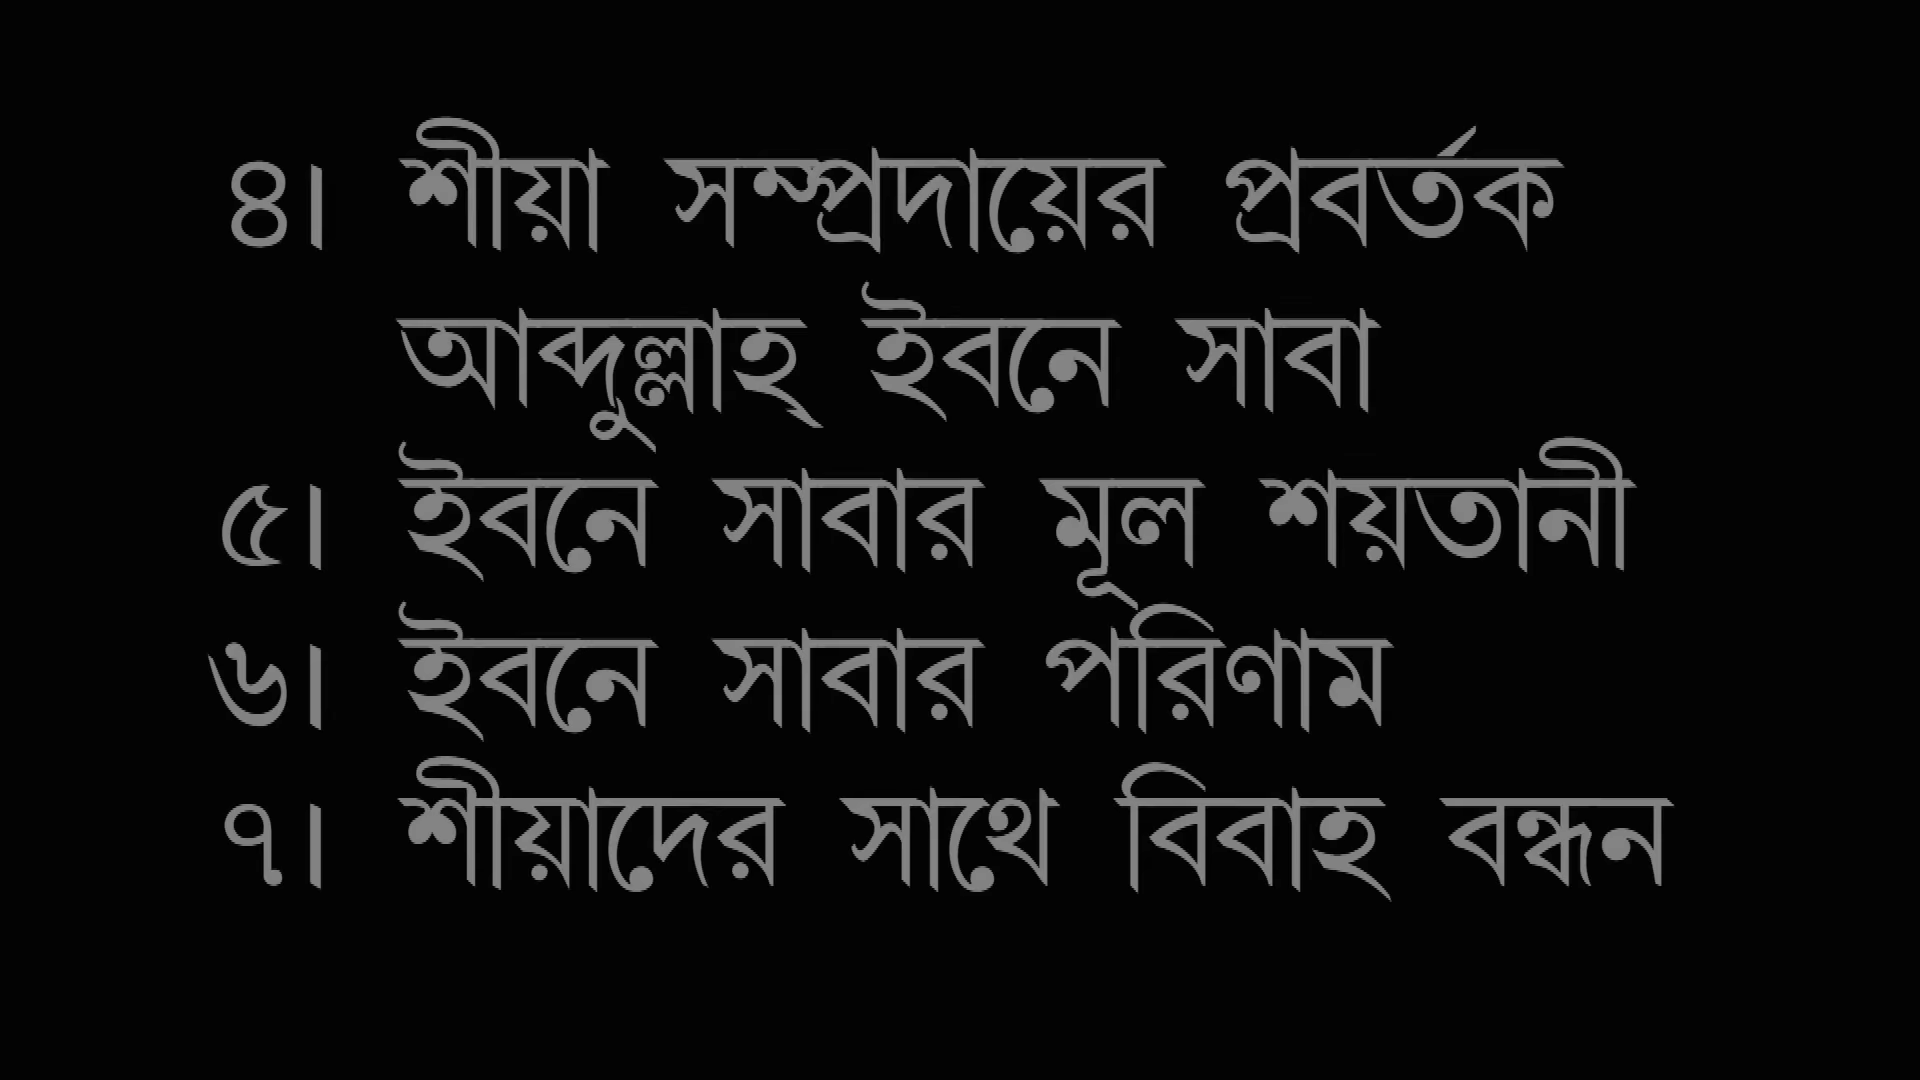 ৪। শীয়া সম্প্রদায়ের প্রবর্তক
আব্দুল্লাহ্ ইবনে সাবা
৫। ইবনে সাবার মূল শয়তানী
৬। ইবনে সাবার পরিণাম
৭। শীয়াদের সাথে বিবাহ বন্ধন